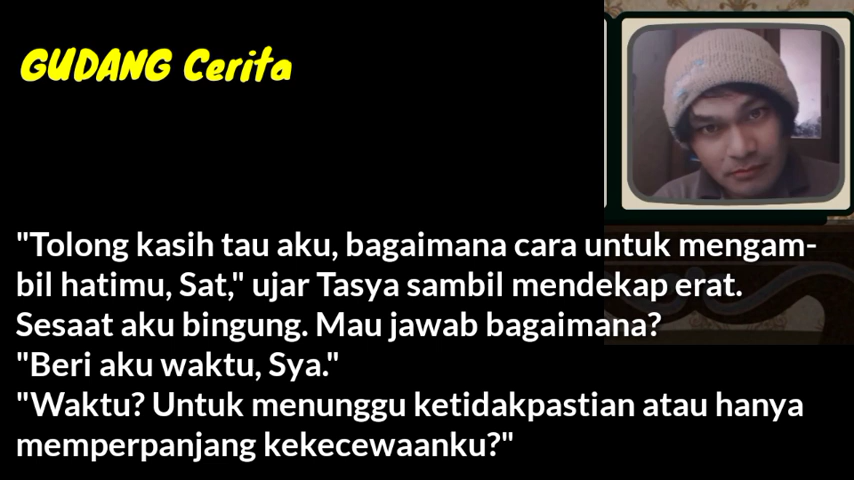 GUDANG Cerita
"Tolong kasih tau aku, bagaimana cara untuk mengam-
bil hatimu, Sat," ujar Tasya sambil mendekap erat.
Sesaat aku bingung. Mau jawab bagaimana?
"Beri aku waktu, Sya."
"Waktu? Untuk menunggu ketidakpastian atau hanya
memperpanjang kekecewaanku?"